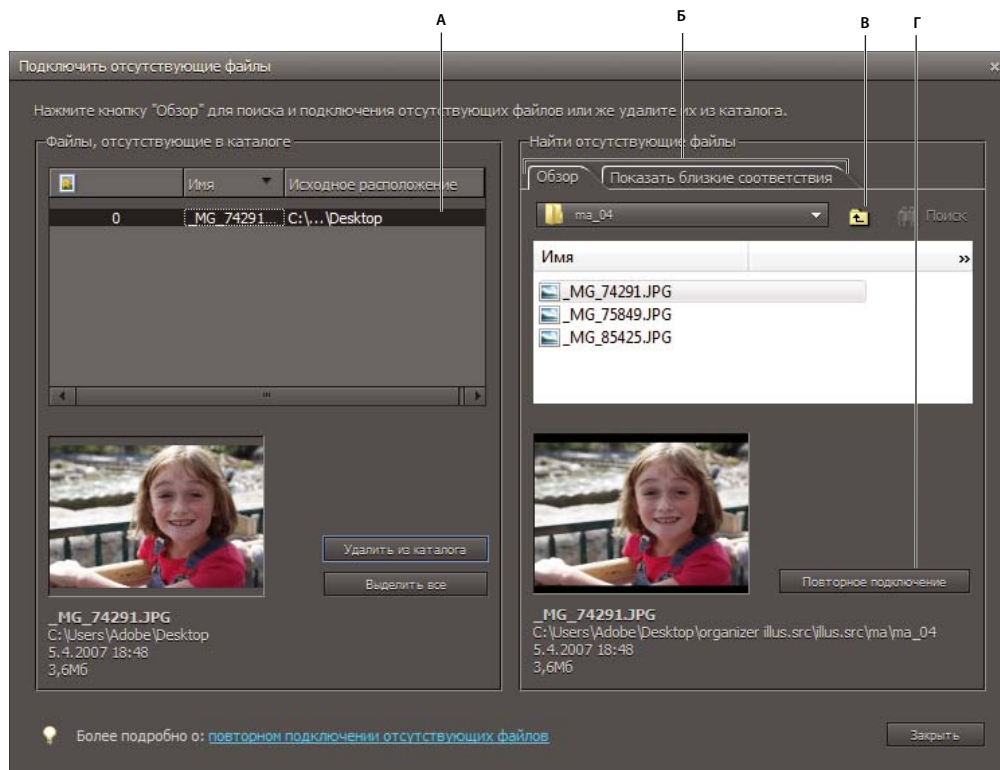 А Б В Г
Подключить отсутствующие файлы ×
Нажмите кнопку "Обзор" для поиска и подключения отсутствующих файлов или же удалите их из каталога.
Файлы, отсутствующие в каталоге
Имя Исходное расположение
0 _MG_74291... C:\...\Desktop
Найти отсутствующие файлы
Обзор Показать близкие соответствия
ma_04 Поиск
Имя »
_MG_74291.JPG
_MG_75849.JPG
_MG_85425.JPG
Удалить из каталога
Выделить все
_MG_74291.JPG
C:\Users\Adobe\Desktop
5.4.2007 18:48
3,6Мб
Повторное подключение
_MG_74291.JPG
C:\Users\Adobe\Desktop\organizer illus.src\illus.src\ma\ma_04
5.4.2007 18:48
3,6Мб
Более подробно о: повторном подключении отсутствующих файлов
Закрыть